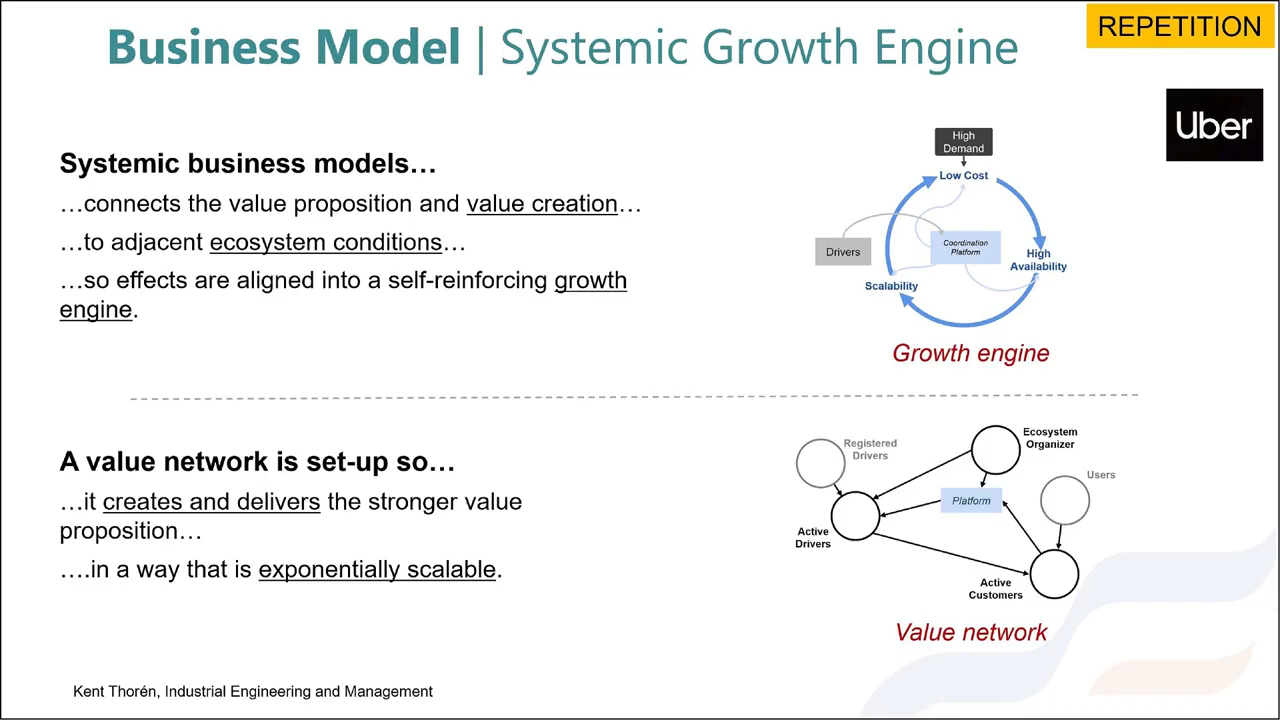 REPETITION
Business Model | Systemic Growth Engine
Uber
Systemic business models…
…connects the value proposition and value creation…
…to adjacent ecosystem conditions…
…so effects are aligned into a self-reinforcing growth
engine.
High
Demand
Low Cost
Drivers
Coordination
Platform
High
Availability
Scalability
Growth engine
A value network is set-up so…
…it creates and delivers the stronger value
proposition…
….in a way that is exponentially scalable.
Registered
Drivers
Ecosystem
Organizer
Users
Platform
Active
Drivers
Active
Customers
Value network
Kent Thorén, Industrial Engineering and Management